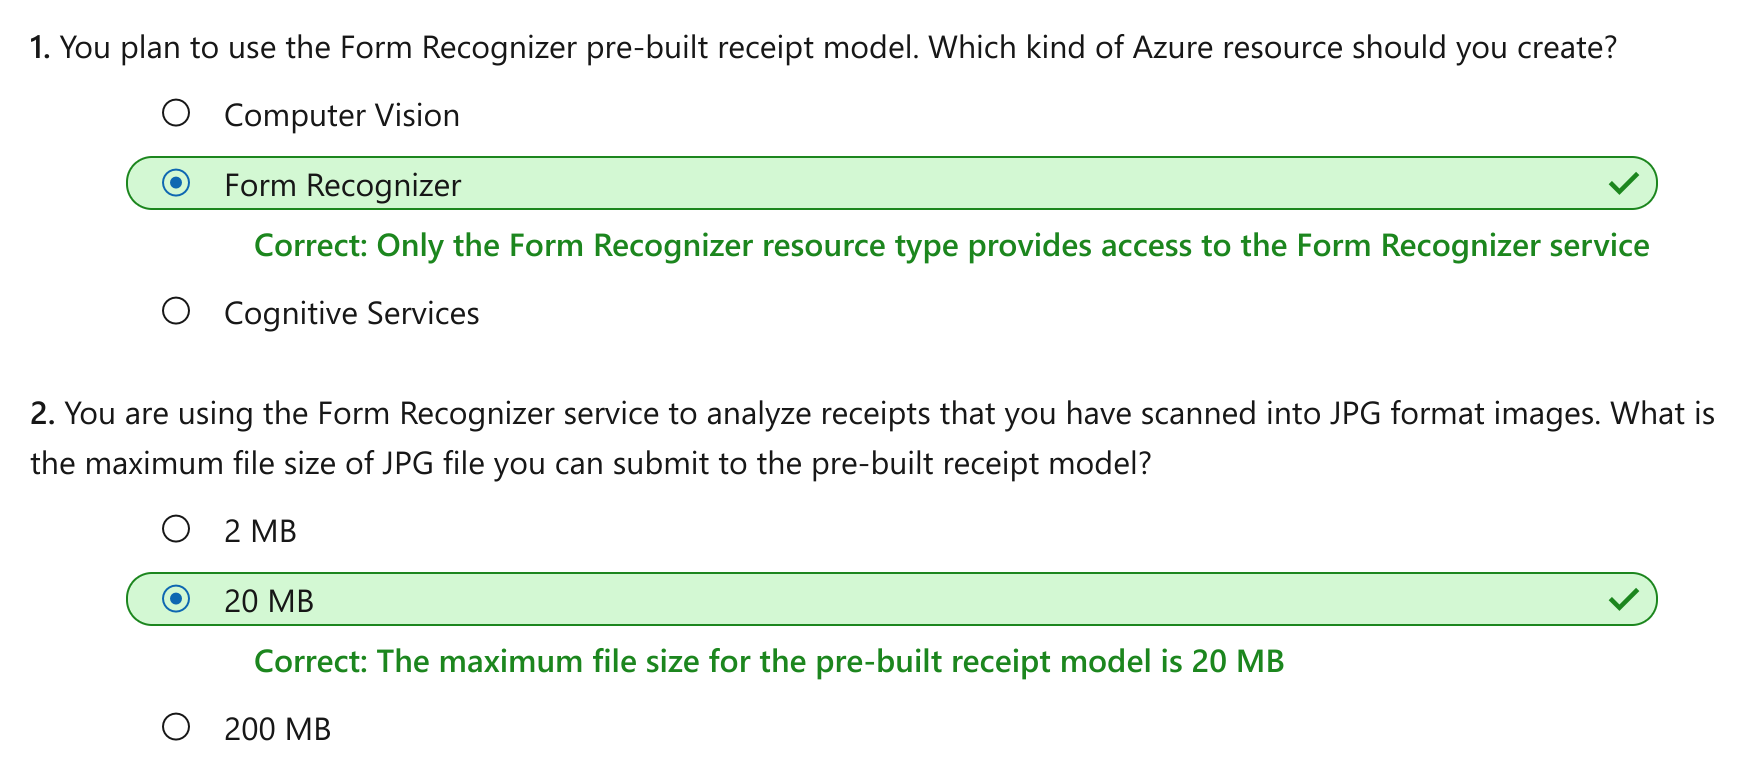 1. You plan to use the Form Recognizer pre-built receipt model. Which kind of Azure resource should you create?
Computer Vision
Form Recognizer
Correct: Only the Form Recognizer resource type provides access to the Form Recognizer service
Cognitive Services
2. You are using the Form Recognizer service to analyze receipts that you have scanned into JPG format images. What is
the maximum file size of JPG file you can submit to the pre-built receipt model?
2 MB
20 MB
Correct: The maximum file size for the pre-built receipt model is 20 MB
200 MB